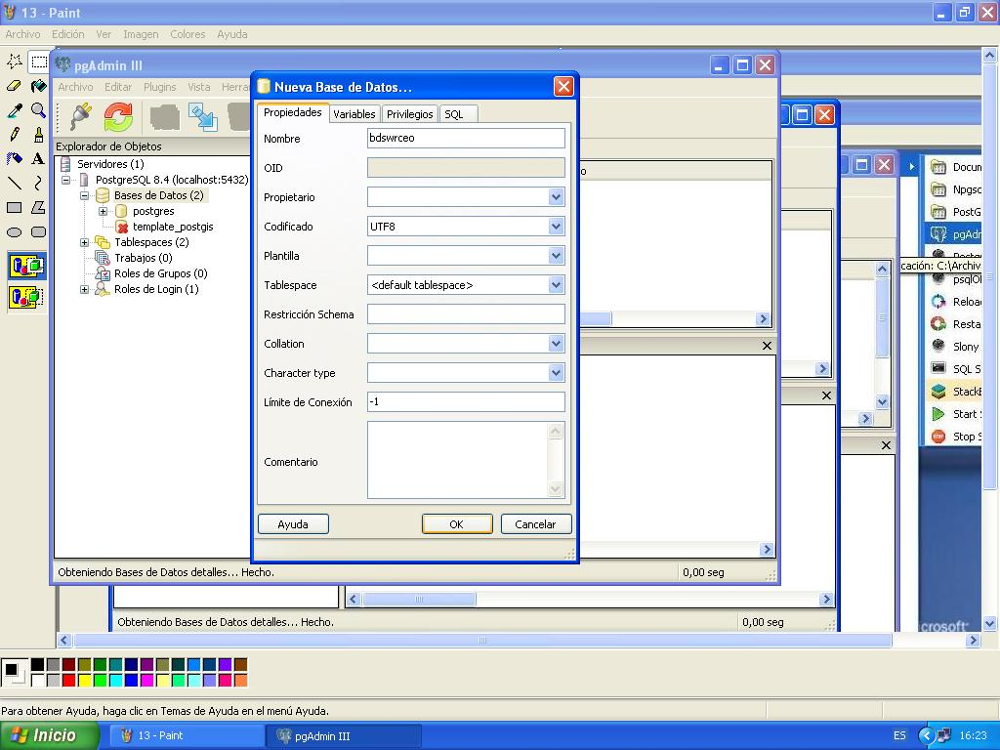 13 - Paint
Archivo Edición Ver Imagen Colores Ayuda
pgAdmin III
Archivo Editar Plugins Vista Herra
Explorador de Objetos
Servidores (1)
PostgreSQL 8.4 (localhost:5432)
Bases de Datos (2)
postgres
template_postgis
Tablespaces (2)
Trabajos (0)
Roles de Grupos (0)
Roles de Login (1)
Nueva Base de Datos...
Propiedades Variables Privilegios SQL
Nombre bdswrceo
OID
Propietario
Codificado UTF8
Plantilla
Tablespace <default tablespace>
Restricción Schema
Collation
Character type
Límite de Conexión -1
Comentario
Ayuda OK Cancelar
Obteniendo Bases de Datos detalles... Hecho. 0,00 seg
Obteniendo Bases de Datos detalles... Hecho. 0,00 seg
Docum
Npgsc
PostG
pgAdr
cación: C:\Archiv
psqlO
Reloa
Resta
Slony
SQL S
StackB
Start S
Stop S
crosoft
Para obtener Ayuda, haga clic en Temas de Ayuda en el menú Ayuda.
Inicio 13 - Paint pgAdmin III ES 16:23